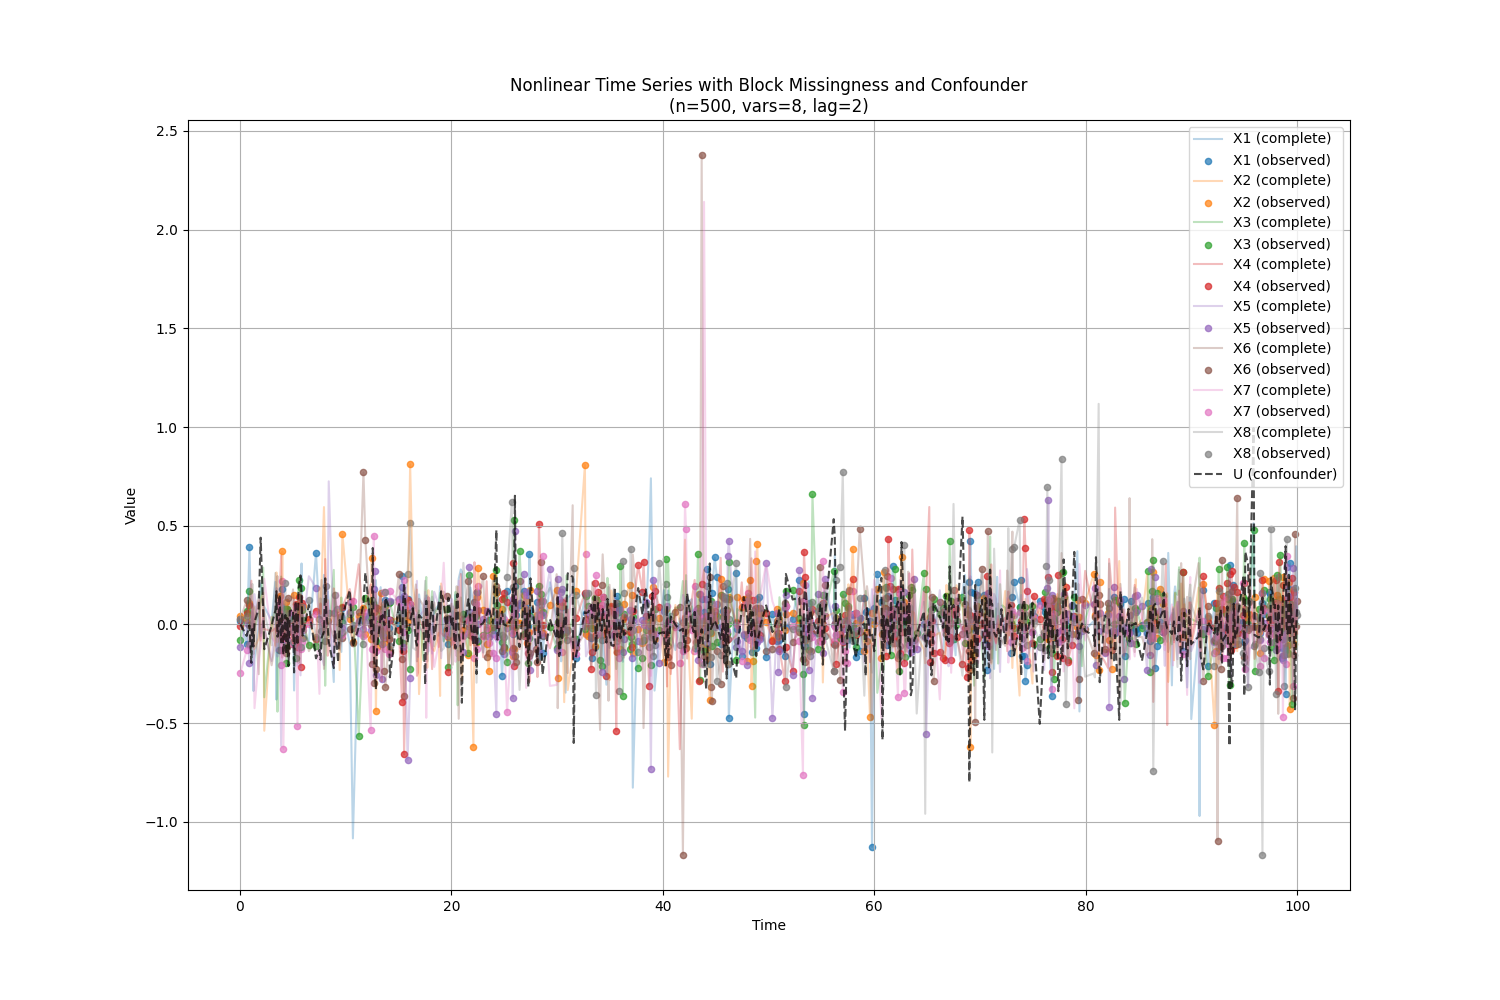 Nonlinear Time Series with Block Missingness and Confounder
(n=500, vars=8, lag=2)
2.5
2.0
1.5
1.0
0.5
0.0
−0.5
−1.0
Value
X1 (complete)
X1 (observed)
X2 (complete)
X2 (observed)
X3 (complete)
X3 (observed)
X4 (complete)
X4 (observed)
X5 (complete)
X5 (observed)
X6 (complete)
X6 (observed)
X7 (complete)
X7 (observed)
X8 (complete)
X8 (observed)
U (confounder)
0 20 40 60 80 100
Time